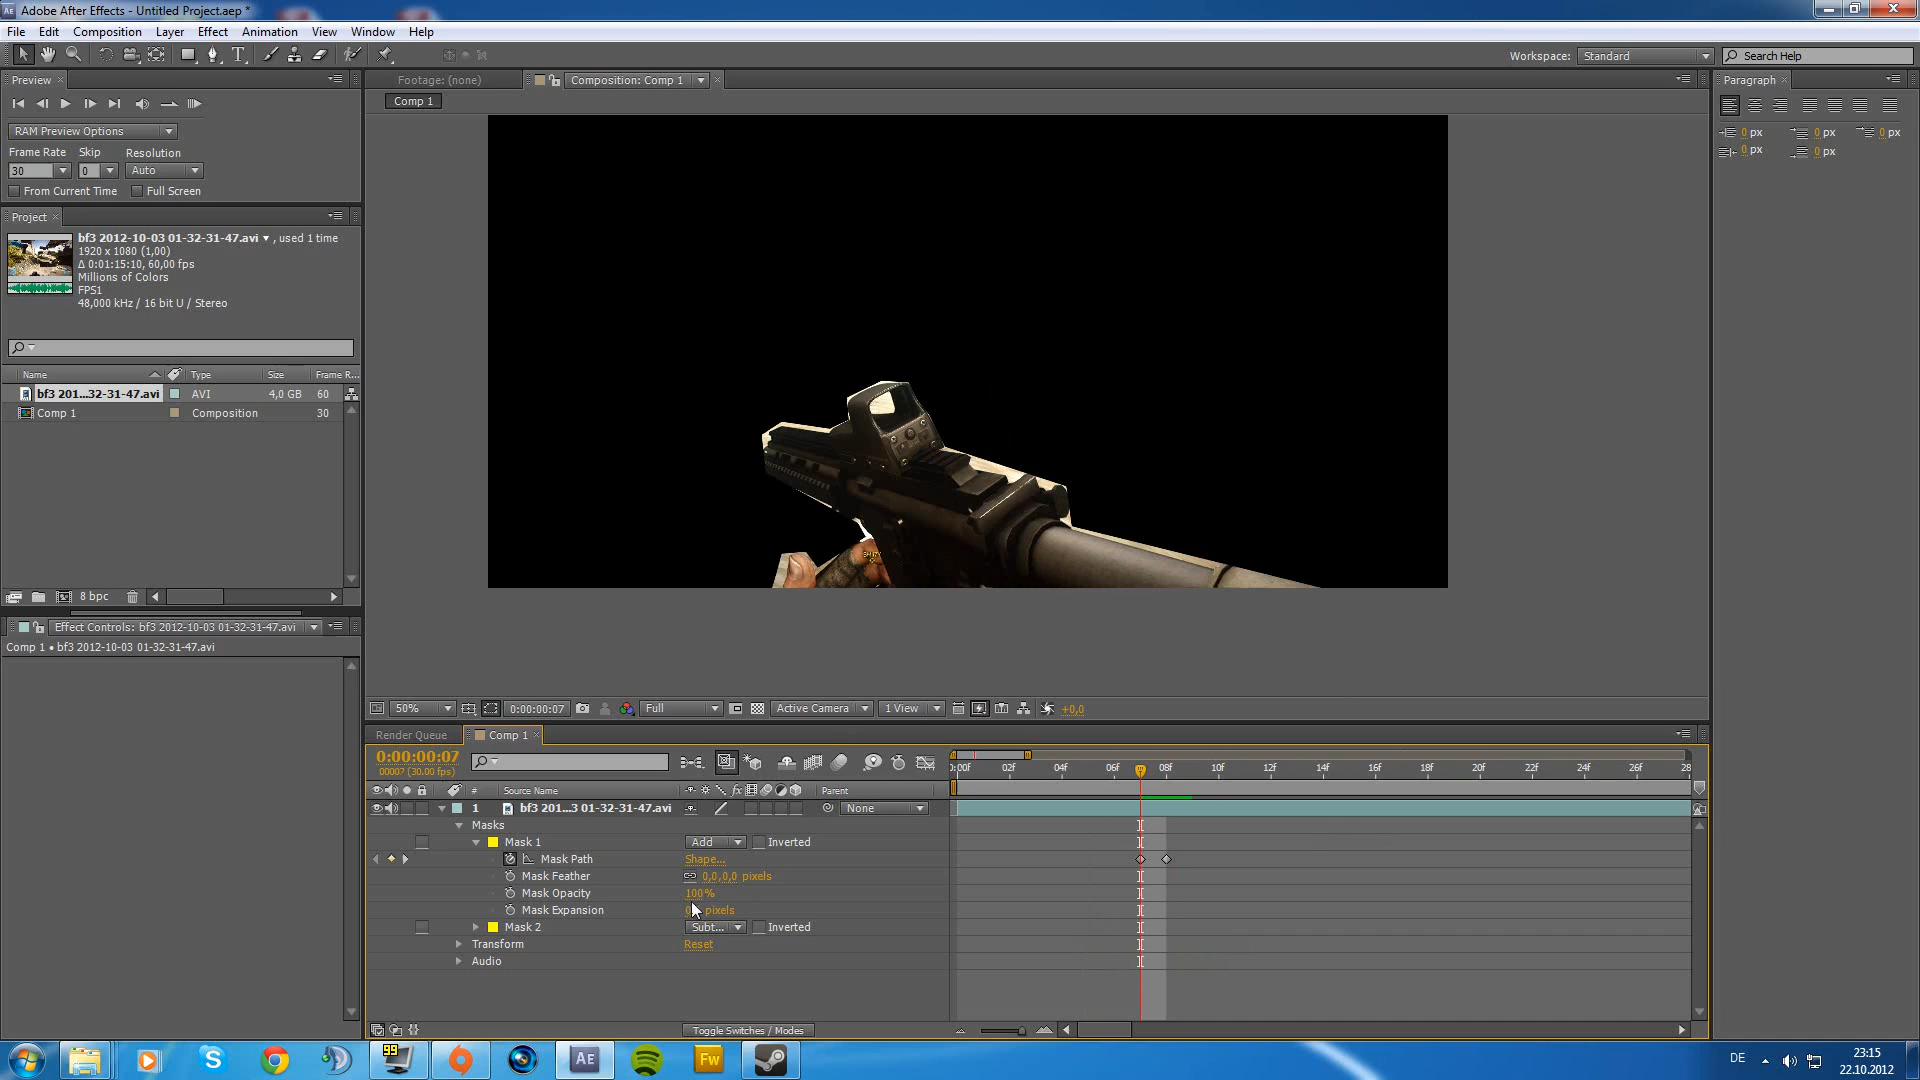 Adobe After Effects - Untitled Project.aep *
File Edit Composition Layer Effect Animation View Window Help
Workspace: Standard Search Help
Preview
RAM Preview Options
Frame Rate Skip Resolution
30 0 Auto
From Current Time Full Screen
Project
bf3 2012-10-03 01-32-31-47.avi ▾ , used 1 time
1920 x 1080 (1,00)
Δ 0:01:15:10, 60,00 fps
Millions of Colors
FPS1
48,000 kHz / 16 bit U / Stereo
Name Type Size Frame R...
bf3 201...32-31-47.avi AVI 4,0 GB 60
Comp 1 Composition 30
8 bpc
Effect Controls: bf3 2012-10-03 01-32-31-47.avi
Comp 1 • bf3 2012-10-03 01-32-31-47.avi
Footage: (none) Composition: Comp 1
Comp 1
50% 0:00:00:07 Full Active Camera 1 View +0,0
Paragraph
0 px 0 px 0 px
0 px 0 px
Render Queue Comp 1
0:00:00:07
00007 (30.00 fps)
02f 04f 06f 08f 10f 12f 14f 16f 18f 20f 22f 24f 26f 28
# Source Name Parent
1 bf3 201...3 01-32-31-47.avi None
Masks
Mask 1 Add Inverted
Mask Path Shape...
Mask Feather 0,0,0,0 pixels
Mask Opacity 100%
Mask Expansion pixels
Mask 2 Subt... Inverted
Transform Reset
Audio
Toggle Switches / Modes
99
Ae
Fw
DE
23:15
22.10.2012